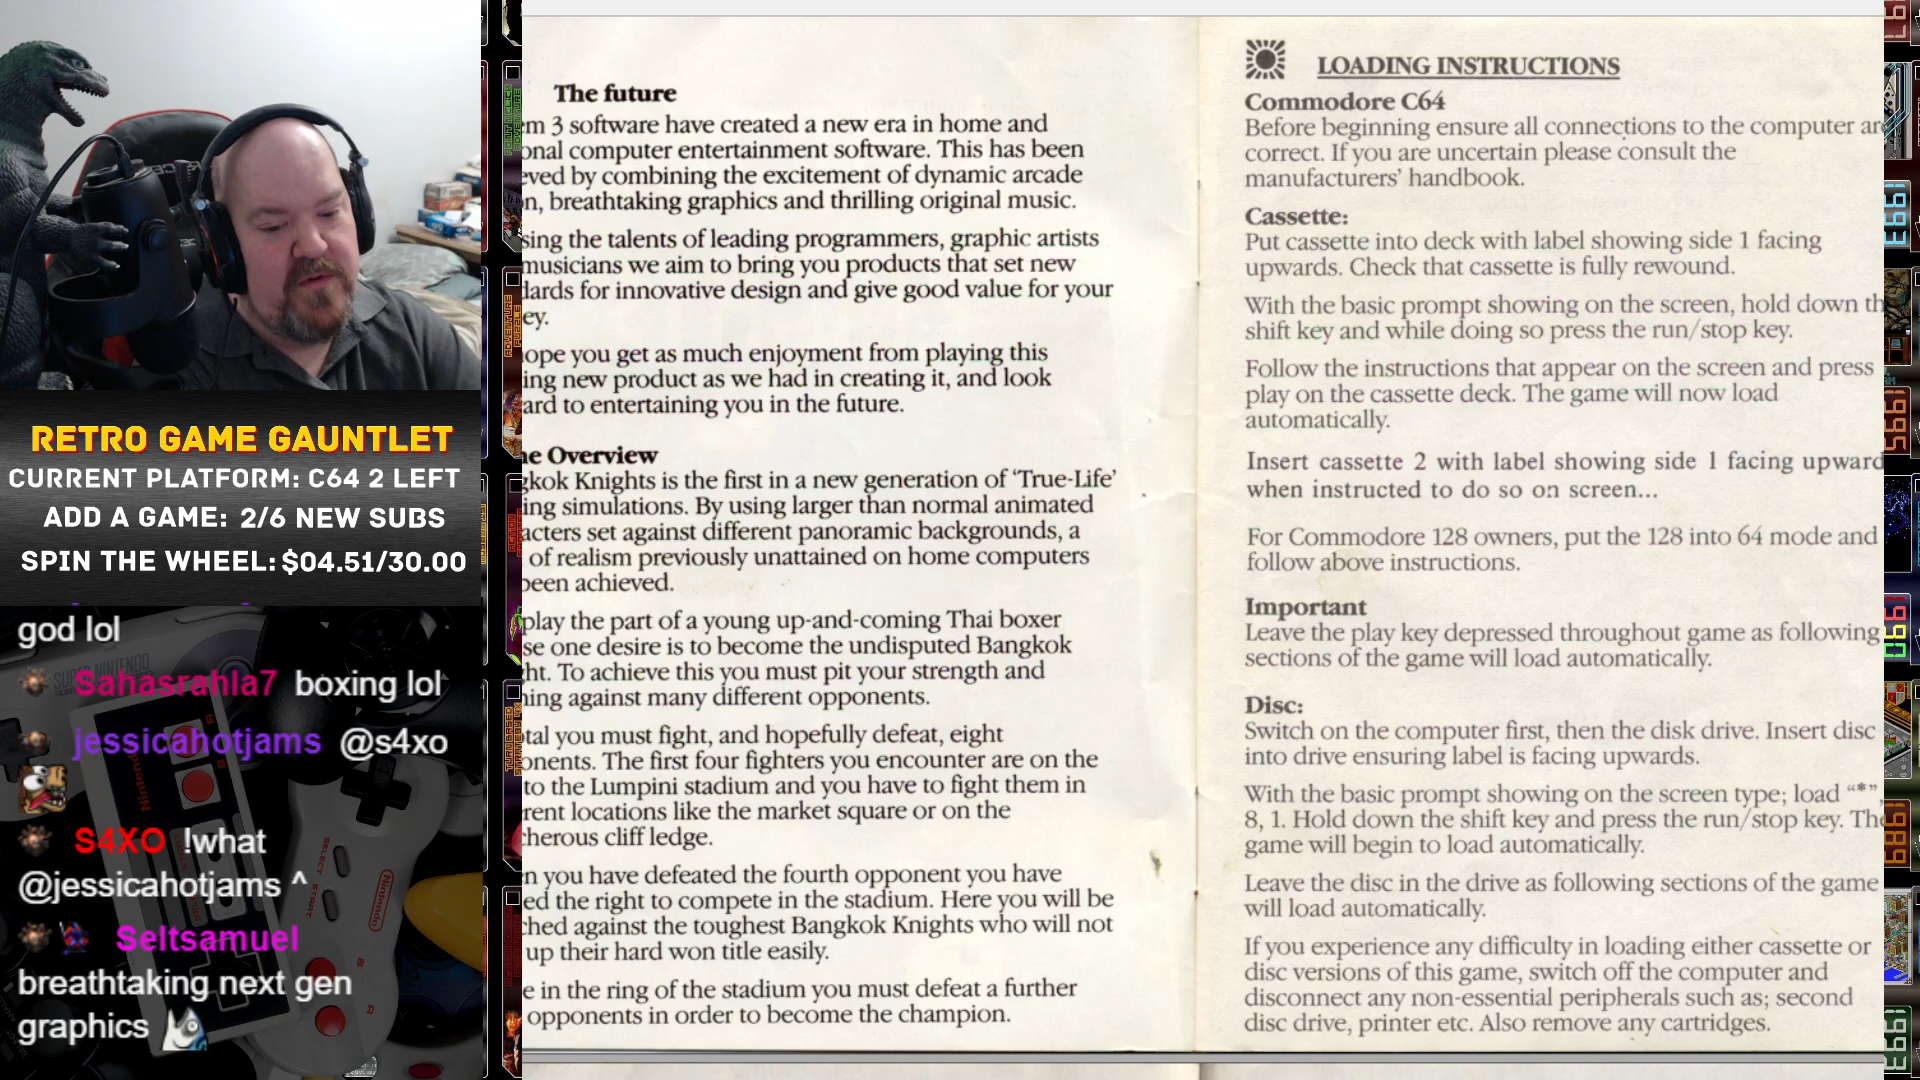 RETRO GAME GAUNTLET
CURRENT PLATFORM: C64 2 LEFT
ADD A GAME: 2/6 NEW SUBS
SPIN THE WHEEL: $04.51/30.00
god lol
Sahasrahla7 boxing lol
jessicahotjams @s4xo
S4XO !what
@jessicahotjams ^
Seltsamuel
breathtaking next gen
graphics
The future
m 3 software have created a new era in home and
onal computer entertainment software. This has been
eved by combining the excitement of dynamic arcade
n, breathtaking graphics and thrilling original music.
sing the talents of leading programmers, graphic artists
musicians we aim to bring you products that set new
dards for innovative design and give good value for your
ey.
ope you get as much enjoyment from playing this
ing new product as we had in creating it, and look
ard to entertaining you in the future.
e Overview
gkok Knights is the first in a new generation of ‘True-Life’
ing simulations. By using larger than normal animated
acters set against different panoramic backgrounds, a
of realism previously unattained on home computers
been achieved.
play the part of a young up-and-coming Thai boxer
se one desire is to become the undisputed Bangkok
ht. To achieve this you must pit your strength and
ning against many different opponents.
tal you must fight, and hopefully defeat, eight
onents. The first four fighters you encounter are on the
to the Lumpini stadium and you have to fight them in
rent locations like the market square or on the
cherous cliff ledge.
n you have defeated the fourth opponent you have
ed the right to compete in the stadium. Here you will be
ched against the toughest Bangkok Knights who will not
up their hard won title easily.
e in the ring of the stadium you must defeat a further
opponents in order to become the champion.
LOADING INSTRUCTIONS
Commodore C64
Before beginning ensure all connections to the computer ar
correct. If you are uncertain please consult the
manufacturers’ handbook.
Cassette:
Put cassette into deck with label showing side 1 facing
upwards. Check that cassette is fully rewound.
With the basic prompt showing on the screen, hold down th
shift key and while doing so press the run/stop key.
Follow the instructions that appear on the screen and press
play on the cassette deck. The game will now load
automatically.
Insert cassette 2 with label showing side 1 facing upward
when instructed to do so on screen...
For Commodore 128 owners, put the 128 into 64 mode and
follow above instructions.
Important
Leave the play key depressed throughout game as following
sections of the game will load automatically.
Disc:
Switch on the computer first, then the disk drive. Insert disc
into drive ensuring label is facing upwards.
With the basic prompt showing on the screen type; load “*”
8, 1. Hold down the shift key and press the run/stop key. The
game will begin to load automatically.
Leave the disc in the drive as following sections of the game
will load automatically.
If you experience any difficulty in loading either cassette or
disc versions of this game, switch off the computer and
disconnect any non-essential peripherals such as; second
disc drive, printer etc. Also remove any cartridges.